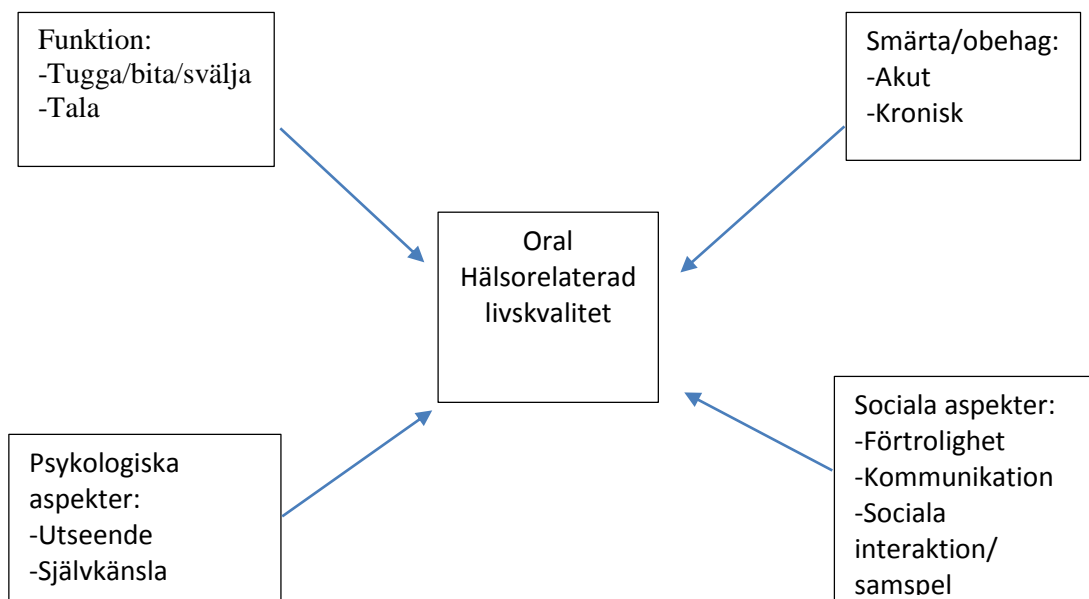 Funktion:
-Tugga/bita/svälja
-Tala
Smärta/obehag:
-Akut
-Kronisk
Oral
Hälsorelaterad
livskvalitet
Psykologiska
aspekter:
-Utseende
-Självkänsla
Sociala aspekter:
-Förtrolighet
-Kommunikation
-Sociala
interaktion/
samspel